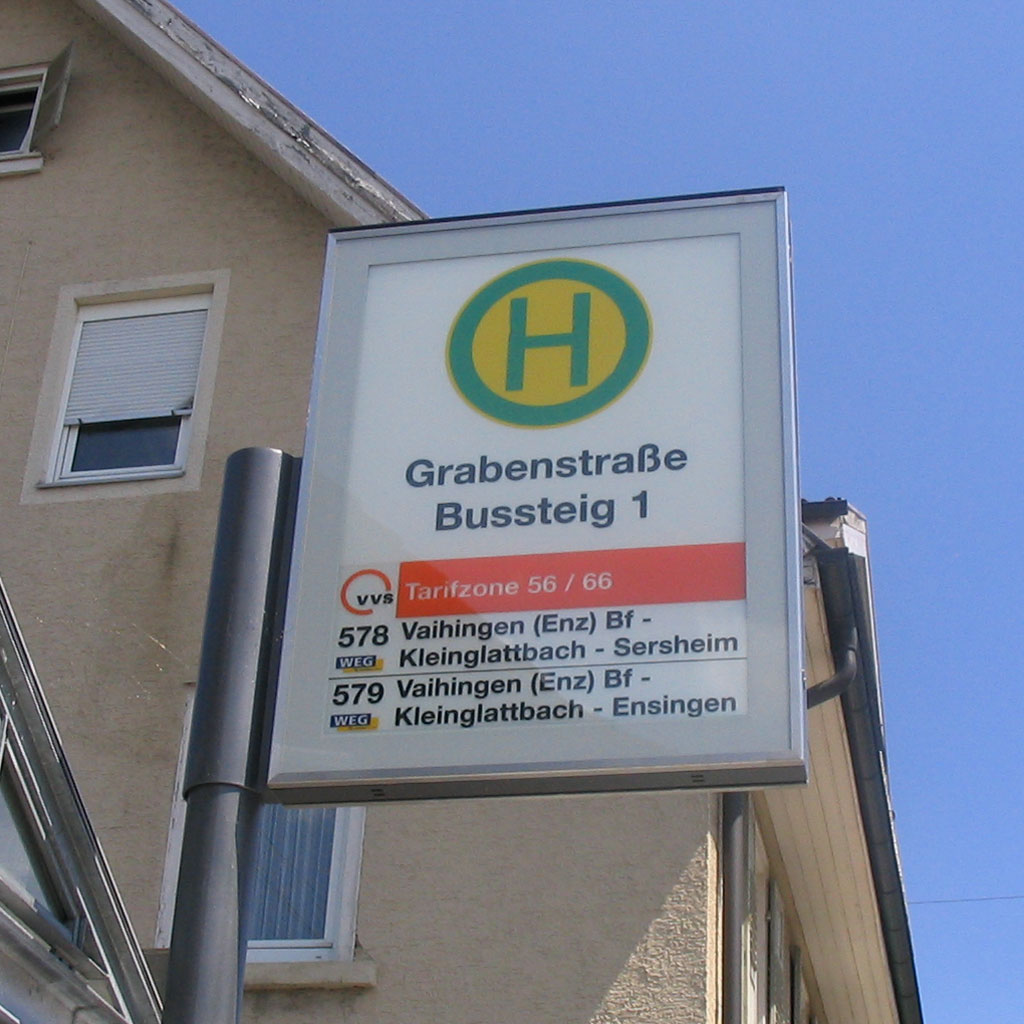 H
Grabenstraße
Bussteig 1
VVS Tarifzone 56 / 66
578 Vaihingen (Enz) Bf -
WEG Kleinglattbach - Sersheim
579 Vaihingen (Enz) Bf -
WEG Kleinglattbach - Ensingen